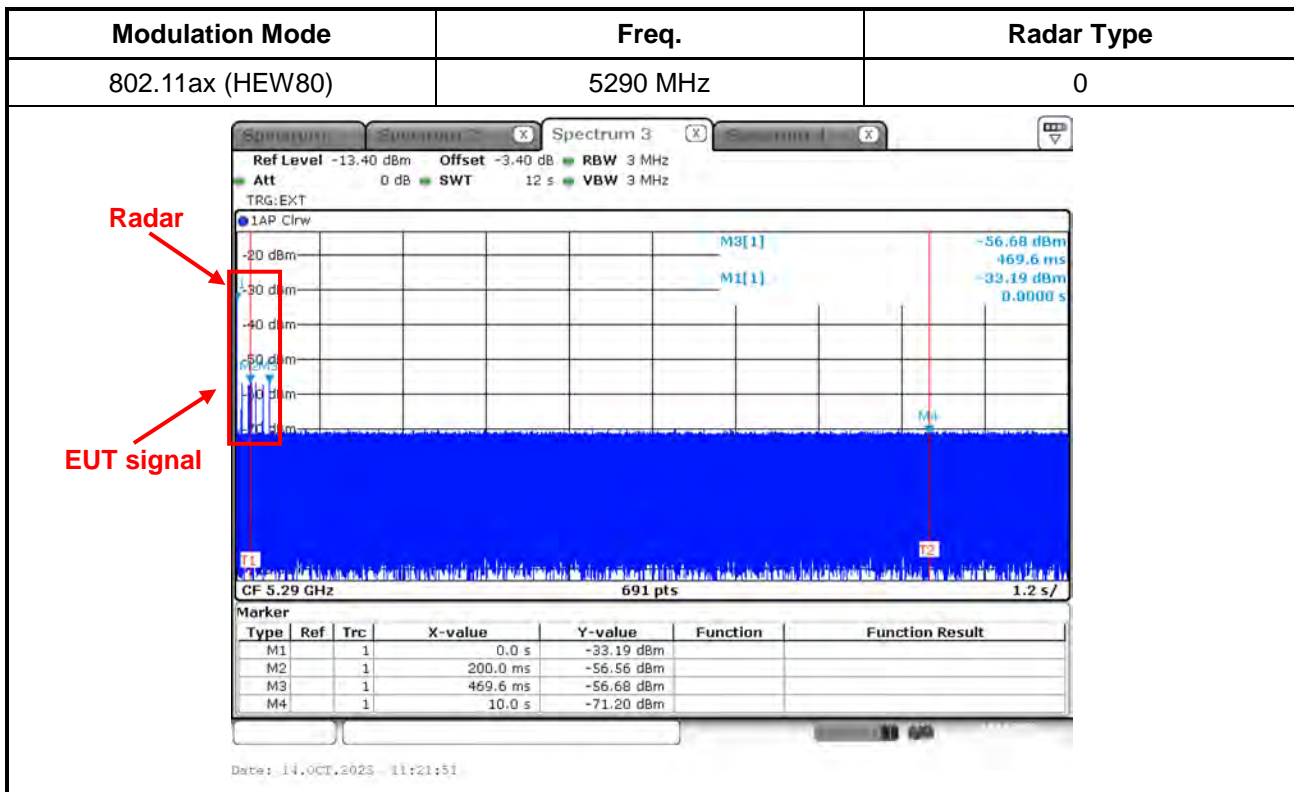 Modulation Mode Freq. Radar Type
802.11ax (HEW80) 5290 MHz 0
Spectrum 3
Ref Level -13.40 dBm Offset -3.40 dB RBW 3 MHz
Att 0 dB SWT 12 s VBW 3 MHz
TRG:EXT
1AP Clrw
Radar
M3[1] -56.68 dBm
469.6 ms
M1[1] -33.19 dBm
0.0000 s
-20 dBm
-30 dBm
-40 dBm
-50 dBm
M2 M3
-60 dBm
-70 dBm
M4
EUT signal
T1 T2
CF 5.29 GHz 691 pts 1.2 s/
Marker
Type Ref Trc X-value Y-value Function Function Result
M1 1 0.0 s -33.19 dBm
M2 1 200.0 ms -56.56 dBm
M3 1 469.6 ms -56.68 dBm
M4 1 10.0 s -71.20 dBm
Date: 14.OCT.2023 11:21:51